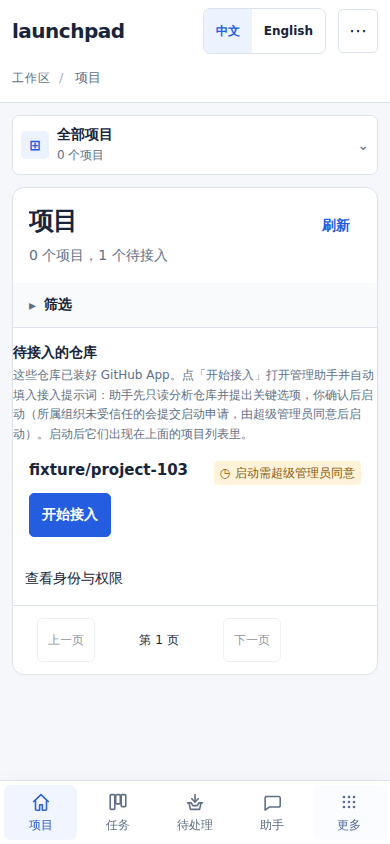 launchpad
中文
English
···
工作区 / 项目
全部项目
0 个项目
项目
刷新
0 个项目，1 个待接入
筛选
待接入的仓库
这些仓库已装好 GitHub App。点「开始接入」打开管理助手并自动
填入接入提示词：助手先只读分析仓库并提出关键选项，你确认后启
动（所属组织未受信任的会提交启动申请，由超级管理员同意后启
动）。启动后它们出现在上面的项目列表里。
fixture/project-103
启动需超级管理员同意
开始接入
查看身份与权限
上一页
第 1 页
下一页
项目
任务
待处理
助手
更多